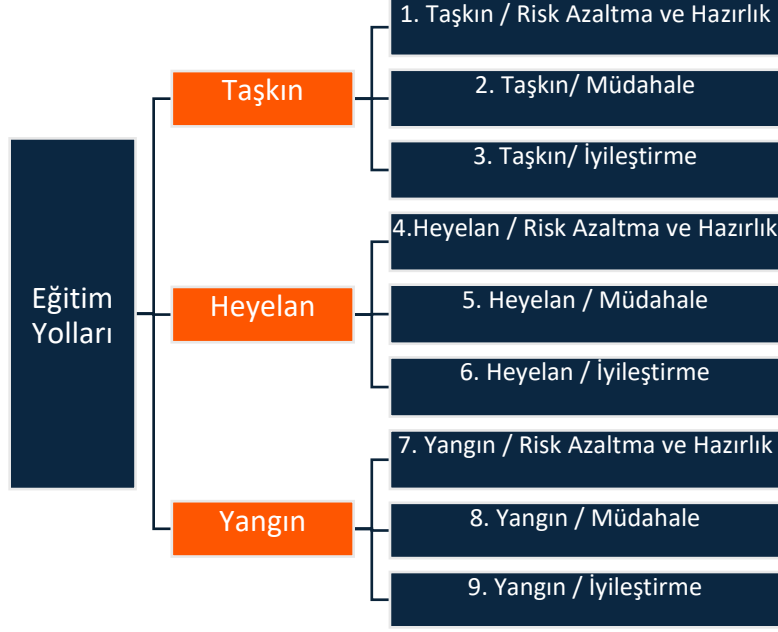 Eğitim
Yolları
Taşkın
1. Taşkın / Risk Azaltma ve Hazırlık
2. Taşkın/ Müdahale
3. Taşkın/ İyileştirme
Heyelan
4.Heyelan / Risk Azaltma ve Hazırlık
5. Heyelan / Müdahale
6. Heyelan / İyileştirme
Yangın
7. Yangın / Risk Azaltma ve Hazırlık
8. Yangın / Müdahale
9. Yangın / İyileştirme